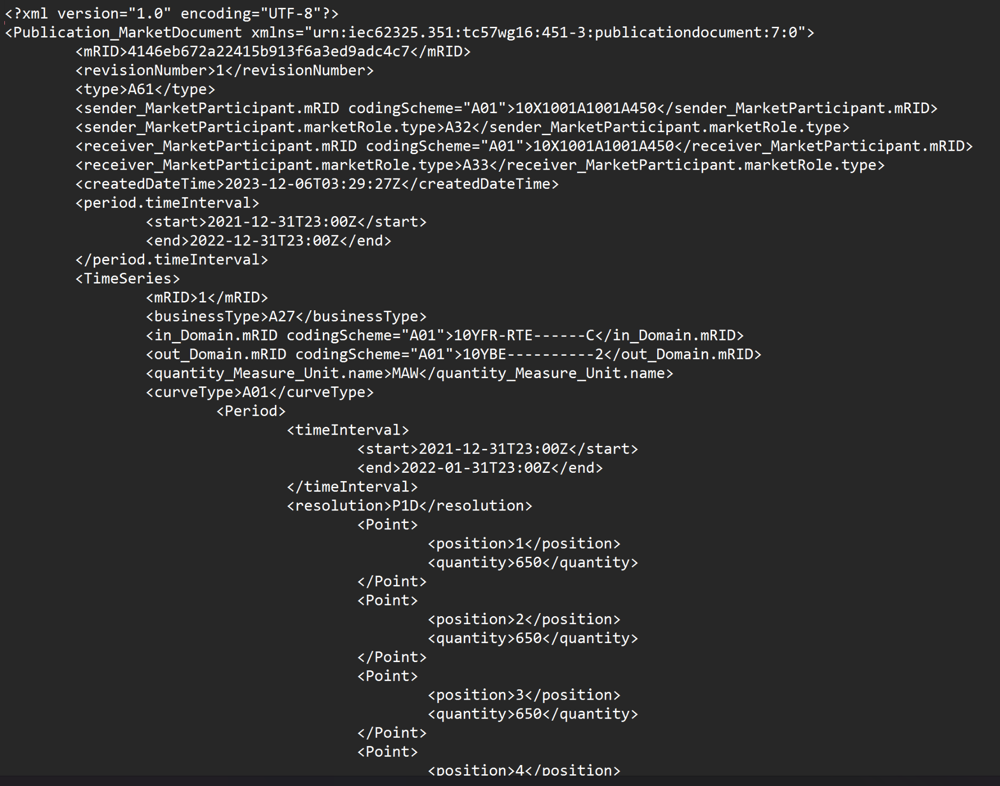 <?xml version="1.0" encoding="UTF-8"?>
<Publication_MarketDocument xmlns="urn:iec62325.351:tc57wg16:451-3:publicationdocument:7:0">
<mRID>4146eb672a22415b913f6a3ed9adc4c7</mRID>
<revisionNumber>1</revisionNumber>
<type>A61</type>
<sender_MarketParticipant.mRID codingScheme="A01">10X1001A1001A450</sender_MarketParticipant.mRID>
<sender_MarketParticipant.marketRole.type>A32</sender_MarketParticipant.marketRole.type>
<receiver_MarketParticipant.mRID codingScheme="A01">10X1001A1001A450</receiver_MarketParticipant.mRID>
<receiver_MarketParticipant.marketRole.type>A33</receiver_MarketParticipant.marketRole.type>
<createdDateTime>2023-12-06T03:29:27Z</createdDateTime>
<period.timeInterval>
<start>2021-12-31T23:00Z</start>
<end>2022-12-31T23:00Z</end>
</period.timeInterval>
<TimeSeries>
<mRID>1</mRID>
<businessType>A27</businessType>
<in_Domain.mRID codingScheme="A01">10YFR-RTE------C</in_Domain.mRID>
<out_Domain.mRID codingScheme="A01">10YBE----------2</out_Domain.mRID>
<quantity_Measure_Unit.name>MAW</quantity_Measure_Unit.name>
<curveType>A01</curveType>
<Period>
<timeInterval>
<start>2021-12-31T23:00Z</start>
<end>2022-01-31T23:00Z</end>
</timeInterval>
<resolution>P1D</resolution>
<Point>
<position>1</position>
<quantity>650</quantity>
</Point>
<Point>
<position>2</position>
<quantity>650</quantity>
</Point>
<Point>
<position>3</position>
<quantity>650</quantity>
</Point>
<Point>
<position>4</position>